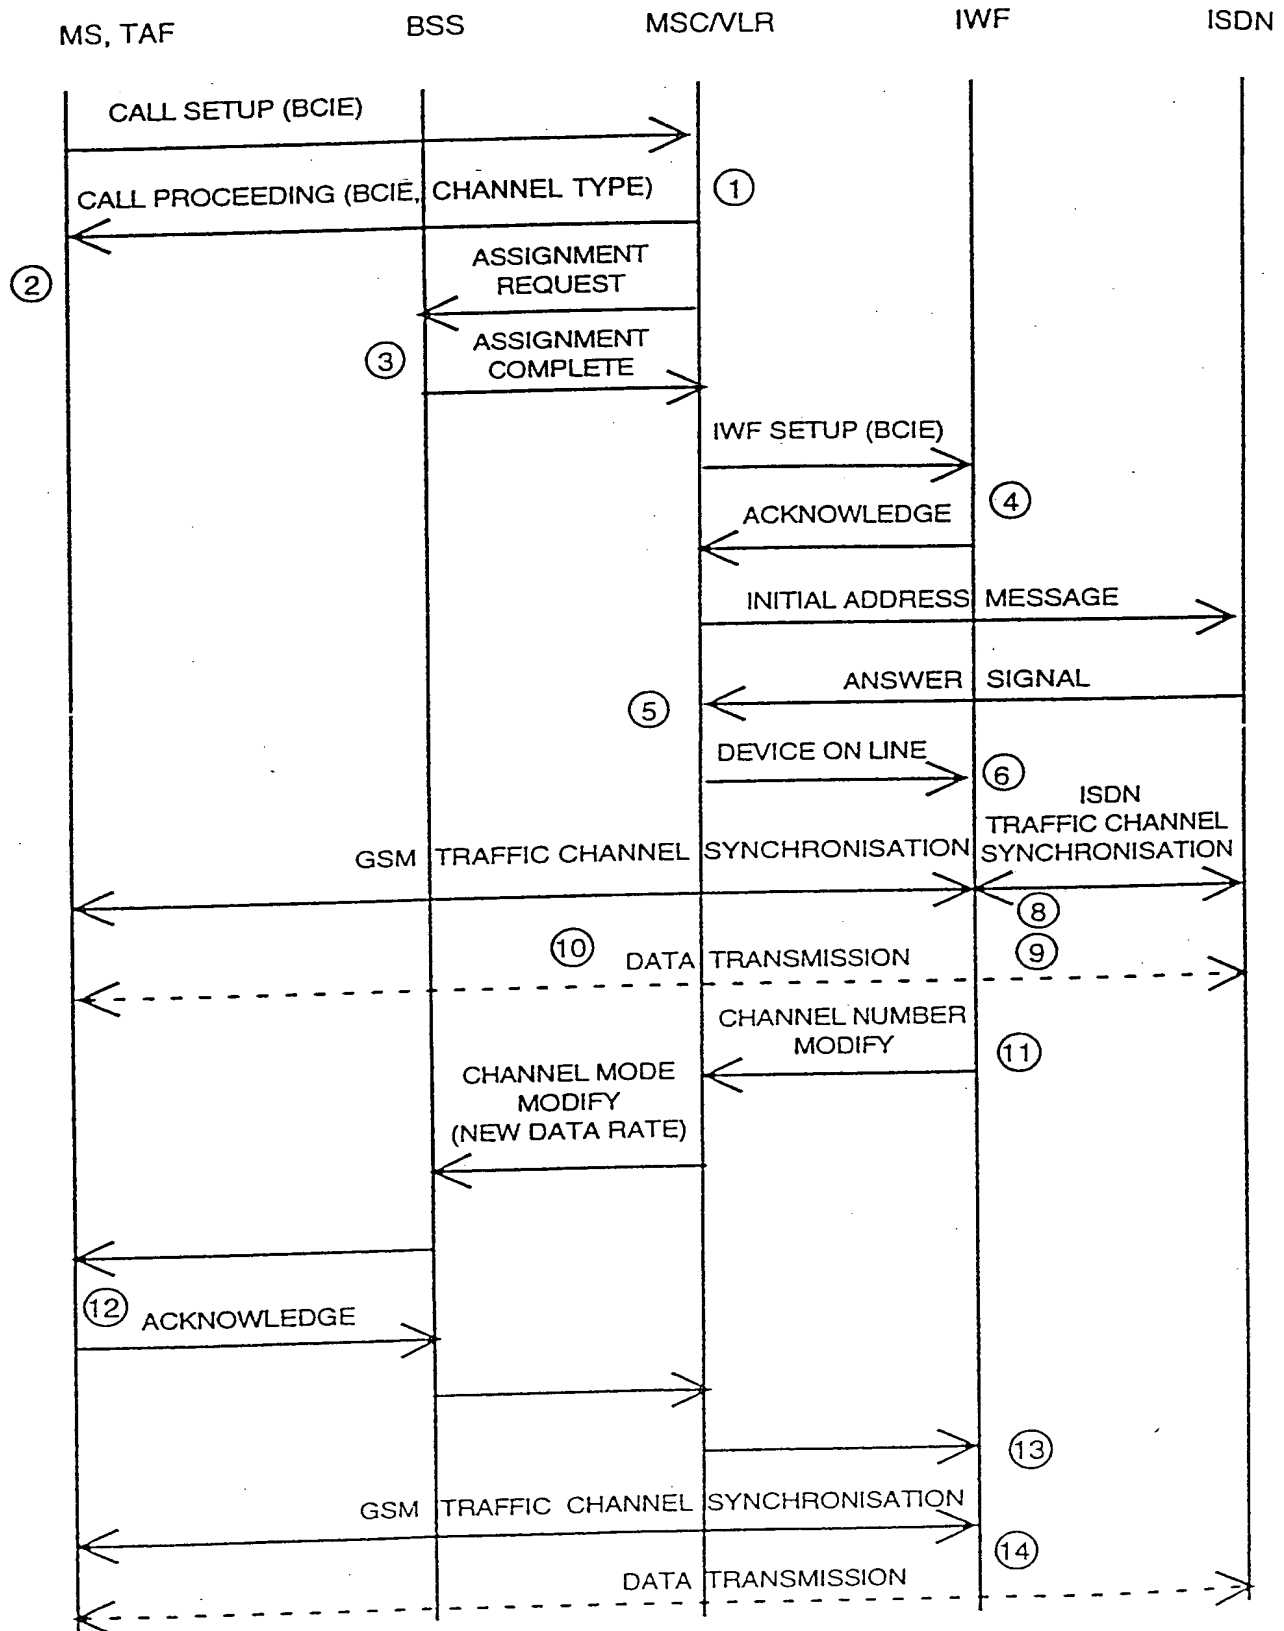 MS, TAF
BSS
MSC/VLR
IWF
ISDN
CALL SETUP (BCIE)
CALL PROCEEDING (BCIE, CHANNEL TYPE)
1
2
ASSIGNMENT
REQUEST
3
ASSIGNMENT
COMPLETE
IWF SETUP (BCIE)
4
ACKNOWLEDGE
INITIAL ADDRESS MESSAGE
ANSWER SIGNAL
5
DEVICE ON LINE
6
ISDN
TRAFFIC CHANNEL
SYNCHRONISATION
GSM TRAFFIC CHANNEL SYNCHRONISATION
8
10
DATA TRANSMISSION
9
CHANNEL NUMBER
MODIFY
11
CHANNEL MODE
MODIFY
(NEW DATA RATE)
12
ACKNOWLEDGE
13
GSM TRAFFIC CHANNEL SYNCHRONISATION
14
DATA TRANSMISSION